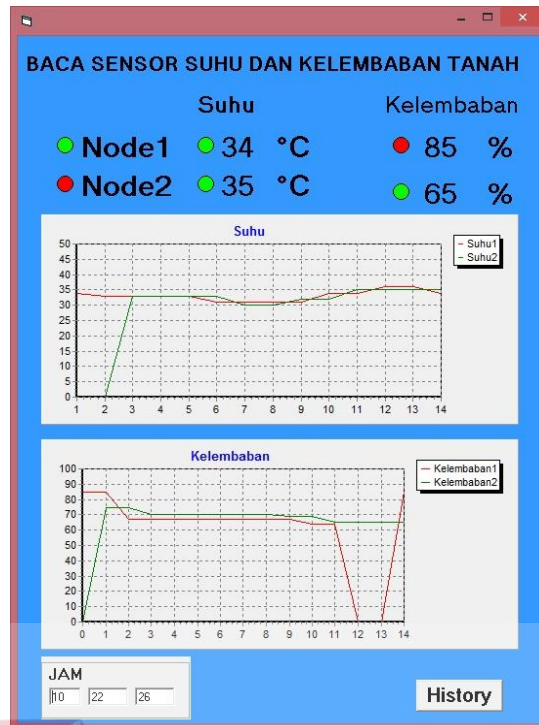 BACA SENSOR SUHU DAN KELEMBABAN TANAH
Suhu Kelembaban
Node1 34 °C 85 %
Node2 35 °C 65 %
Suhu
Suhu1
Suhu2
50
45
40
35
30
25
20
15
10
5
0
1 2 3 4 5 6 7 8 9 10 11 12 13 14
Kelembaban
Kelembaban1
Kelembaban2
100
90
80
70
60
50
40
30
20
10
0
0 1 2 3 4 5 6 7 8 9 10 11 12 13 14
JAM
10 22 26
History